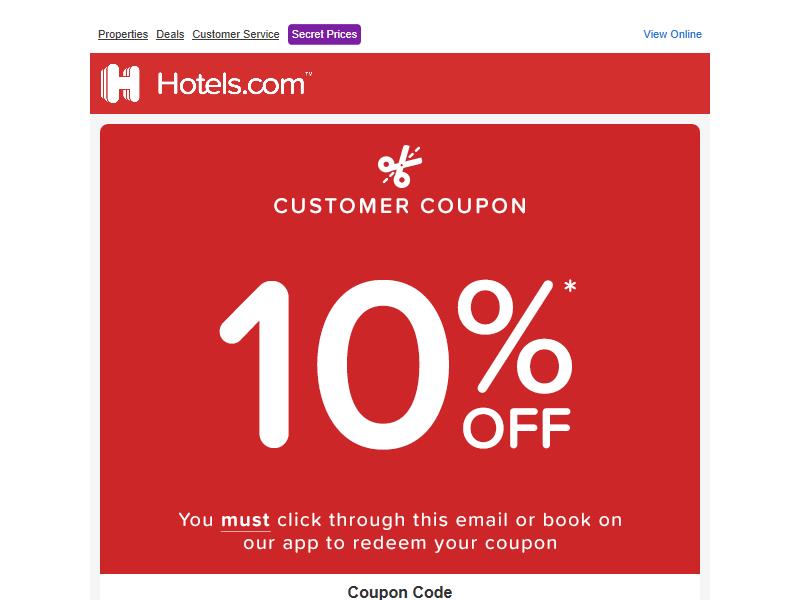 Properties Deals Customer Service Secret Prices View Online
Hotels.com™
CUSTOMER COUPON
10%*
OFF
You must click through this email or book on
our app to redeem your coupon
Coupon Code